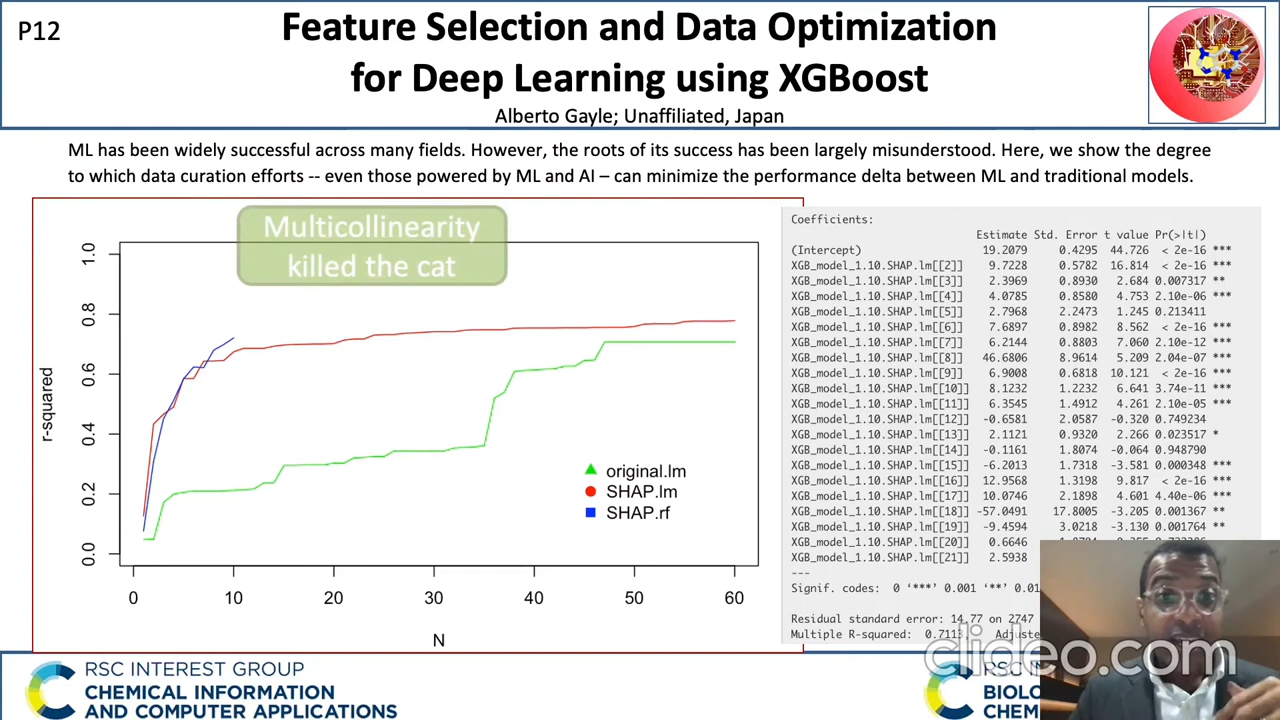 P12
Feature Selection and Data Optimization
for Deep Learning using XGBoost
Alberto Gayle; Unaffiliated, Japan
ML has been widely successful across many fields. However, the roots of its success has been largely misunderstood. Here, we show the degree
to which data curation efforts -- even those powered by ML and AI – can minimize the performance delta between ML and traditional models.
Multicollinearity
killed the cat
r-squared
1.0
0.8
0.6
0.4
0.2
0.0
original.lm
SHAP.lm
SHAP.rf
0 10 20 30 40 50 60
N
Coefficients:
Estimate Std. Error t value Pr(>|t|)
(Intercept) 19.2079 0.4295 44.726 < 2e-16 ***
XGB_model_1.10.SHAP.lm[[2]] 9.7228 0.5782 16.814 < 2e-16 ***
XGB_model_1.10.SHAP.lm[[3]] 2.3969 0.8930 2.684 0.007317 **
XGB_model_1.10.SHAP.lm[[4]] 4.0785 0.8580 4.753 2.10e-06 ***
XGB_model_1.10.SHAP.lm[[5]] 2.7968 2.2473 1.245 0.213411
XGB_model_1.10.SHAP.lm[[6]] 7.6897 0.8982 8.562 < 2e-16 ***
XGB_model_1.10.SHAP.lm[[7]] 6.2144 0.8803 7.060 2.10e-12 ***
XGB_model_1.10.SHAP.lm[[8]] 46.6806 8.9614 5.209 2.04e-07 ***
XGB_model_1.10.SHAP.lm[[9]] 6.9008 0.6818 10.121 < 2e-16 ***
XGB_model_1.10.SHAP.lm[[10]] 8.1232 1.2232 6.641 3.74e-11 ***
XGB_model_1.10.SHAP.lm[[11]] 6.3545 1.4912 4.261 2.10e-05 ***
XGB_model_1.10.SHAP.lm[[12]] -0.6581 2.0587 -0.320 0.749234
XGB_model_1.10.SHAP.lm[[13]] 2.1121 0.9320 2.266 0.023517 *
XGB_model_1.10.SHAP.lm[[14]] -0.1161 1.8074 -0.064 0.948790
XGB_model_1.10.SHAP.lm[[15]] -6.2013 1.7318 -3.581 0.000348 ***
XGB_model_1.10.SHAP.lm[[16]] 12.9568 1.3198 9.817 < 2e-16 ***
XGB_model_1.10.SHAP.lm[[17]] 10.0746 2.1898 4.601 4.40e-06 ***
XGB_model_1.10.SHAP.lm[[18]] -57.0491 17.8005 -3.205 0.001367 **
XGB_model_1.10.SHAP.lm[[19]] -9.4594 3.0218 -3.130 0.001764 **
XGB_model_1.10.SHAP.lm[[20]] 0.6646
XGB_model_1.10.SHAP.lm[[21]] 2.5938
---
Signif. codes: 0 ‘***’ 0.001 ‘**’ 0.01
Residual standard error: 14.77 on 2747
Multiple R-squared: 0.7113, Adjuste
clideo.com
RSC INTEREST GROUP
CHEMICAL INFORMATION
AND COMPUTER APPLICATIONS
RSC IN
BIOLO
CHEM